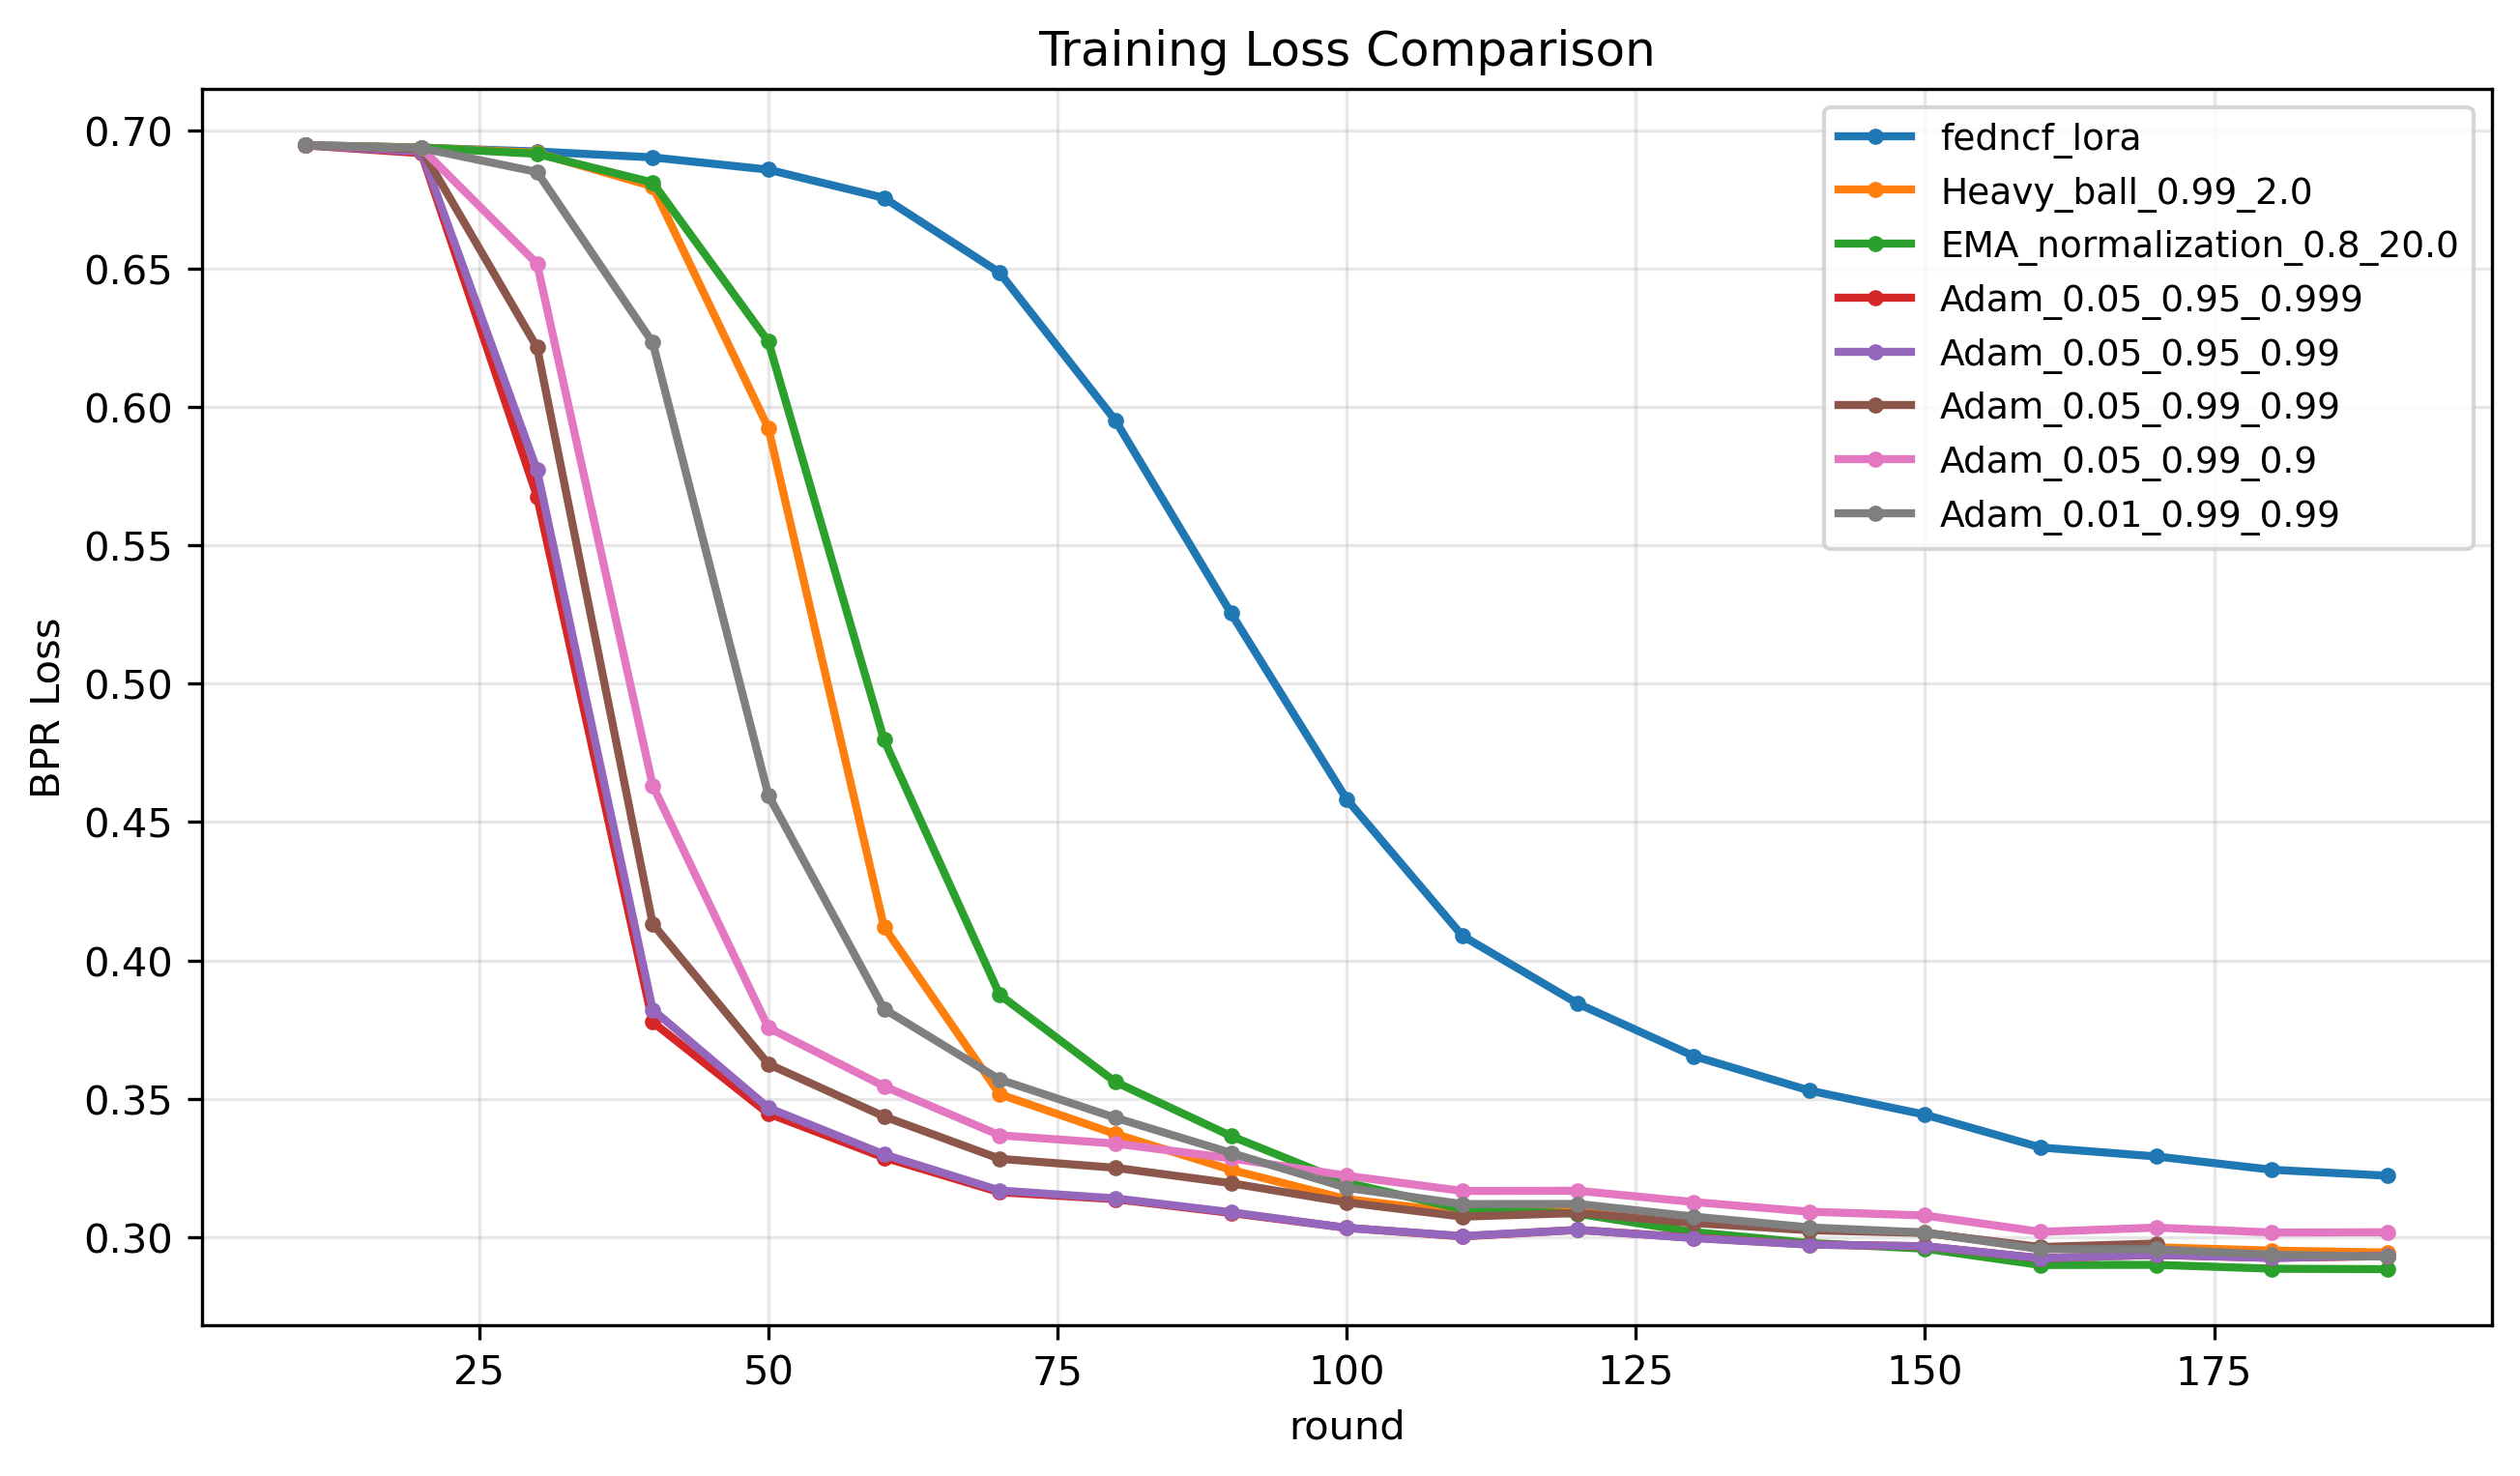 Training Loss Comparison
0.70
0.65
0.60
0.55
0.50
0.45
0.40
0.35
0.30
BPR Loss
fedncf_lora
Heavy_ball_0.99_2.0
EMA_normalization_0.8_20.0
Adam_0.05_0.95_0.999
Adam_0.05_0.95_0.99
Adam_0.05_0.99_0.99
Adam_0.05_0.99_0.9
Adam_0.01_0.99_0.99
25 50 75 100 125 150 175
round